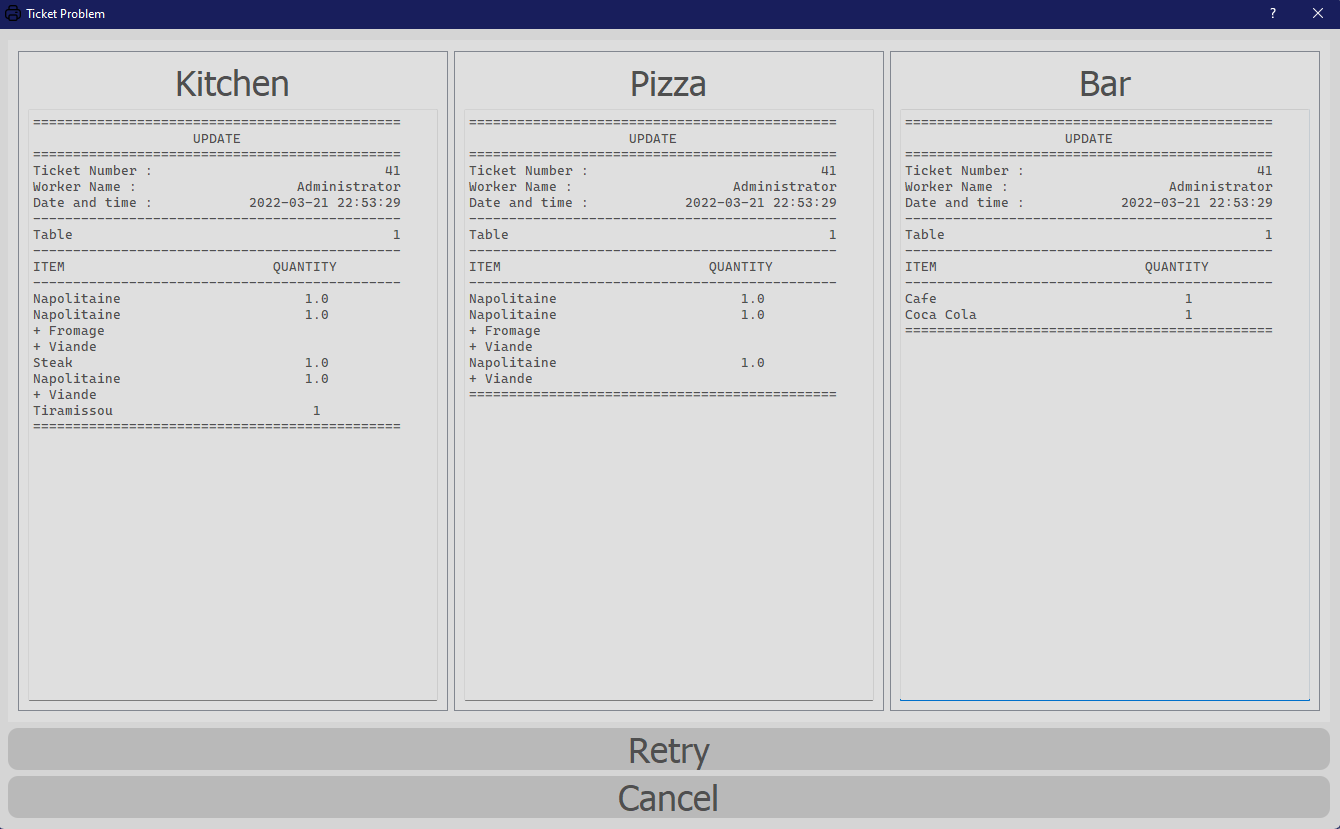 Ticket Problem
?
Kitchen
==============================================
UPDATE
==============================================
Ticket Number : 41
Worker Name : Administrator
Date and time : 2022-03-21 22:53:29
----------------------------------------------
Table 1
----------------------------------------------
ITEM QUANTITY
----------------------------------------------
Napolitaine 1.0
Napolitaine 1.0
+ Fromage
+ Viande
Steak 1.0
Napolitaine 1.0
+ Viande
Tiramissou 1
==============================================
Pizza
==============================================
UPDATE
==============================================
Ticket Number : 41
Worker Name : Administrator
Date and time : 2022-03-21 22:53:29
----------------------------------------------
Table 1
----------------------------------------------
ITEM QUANTITY
----------------------------------------------
Napolitaine 1.0
Napolitaine 1.0
+ Fromage
+ Viande
Napolitaine 1.0
+ Viande
==============================================
Bar
==============================================
UPDATE
==============================================
Ticket Number : 41
Worker Name : Administrator
Date and time : 2022-03-21 22:53:29
----------------------------------------------
Table 1
----------------------------------------------
ITEM QUANTITY
----------------------------------------------
Cafe 1
Coca Cola 1
==============================================
Retry
Cancel